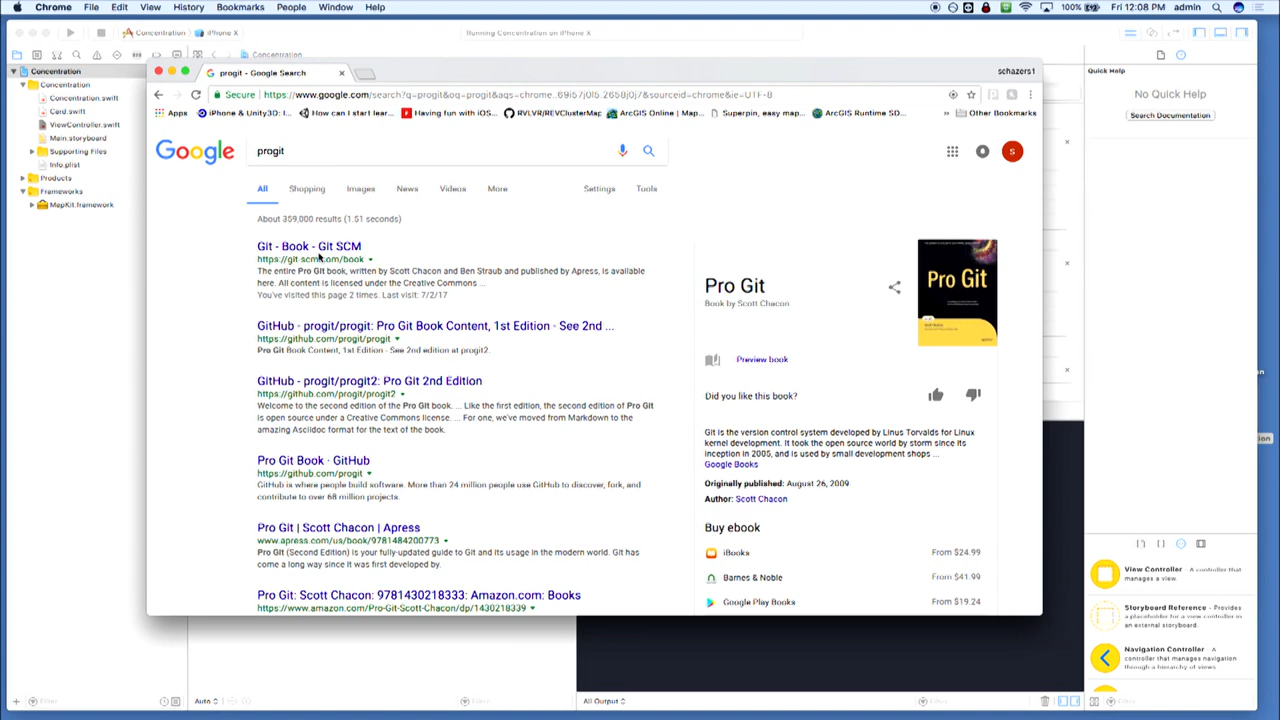 Chrome File Edit View History Bookmarks People Window Help 100% Fri 12:08 PM admin
Concentration iPhone X Running Concentration on iPhone X
Concentration
Concentration
Concentration
Concentration.swift
Card.swift
ViewController.swift
Main.storyboard
Supporting Files
Info.plist
Products
Frameworks
MapKit.framework
progit - Google Search schazers1
Secure https://www.google.com/search?q=progit&oq=progit&aqs=chrome..69i57j0l5.2658j0j7&sourceid=chrome&ie=UTF-8
Apps iPhone & Unity3D: I... How can I start lear... Having fun with iOS... RVLVR/REVClusterMap ArcGIS Online | Map... Superpin, easy map... ArcGIS Runtime SD... » Other Bookmarks
Google progit S
All Shopping Images News Videos More Settings Tools
About 359,000 results (1.51 seconds)
Git - Book - Git SCM
https://git-scm.com/book
The entire Pro Git book, written by Scott Chacon and Ben Straub and published by Apress, is available
here. All content is licensed under the Creative Commons ...
You've visited this page 2 times. Last visit: 7/2/17
GitHub - progit/progit: Pro Git Book Content, 1st Edition - See 2nd ...
https://github.com/progit/progit
Pro Git Book Content, 1st Edition - See 2nd edition at progit2.
GitHub - progit/progit2: Pro Git 2nd Edition
https://github.com/progit/progit2
Welcome to the second edition of the Pro Git book. ... Like the first edition, the second edition of Pro Git
is open source under a Creative Commons license. ... For one, we've moved from Markdown to the
amazing Asciidoc format for the text of the book.
Pro Git Book · GitHub
https://github.com/progit
GitHub is where people build software. More than 24 million people use GitHub to discover, fork, and
contribute to over 68 million projects.
Pro Git | Scott Chacon | Apress
www.apress.com/us/book/9781484200773
Pro Git (Second Edition) is your fully-updated guide to Git and its usage in the modern world. Git has
come a long way since it was first developed by.
Pro Git: Scott Chacon: 9781430218333: Amazon.com: Books
https://www.amazon.com/Pro-Git-Scott-Chacon/dp/1430218339
Pro Git
Book by Scott Chacon
Pro Git
Preview book
Did you like this book?
Git is the version control system developed by Linus Torvalds for Linux
kernel development. It took the open source world by storm since its
inception in 2005, and is used by small development shops ...
Google Books
Originally published: August 26, 2009
Author: Scott Chacon
Buy ebook
iBooks From $24.99
Barnes & Noble From $41.99
Google Play Books From $19.24
Quick Help
No Quick Help
Search Documentation
View Controller - A controller that
manages a view.
Storyboard Reference - Provides
a placeholder for a view controller in
an external storyboard.
Navigation Controller - A
controller that manages navigation
through a hierarchy of views.
Filter Auto Filter All Output Filter Filter